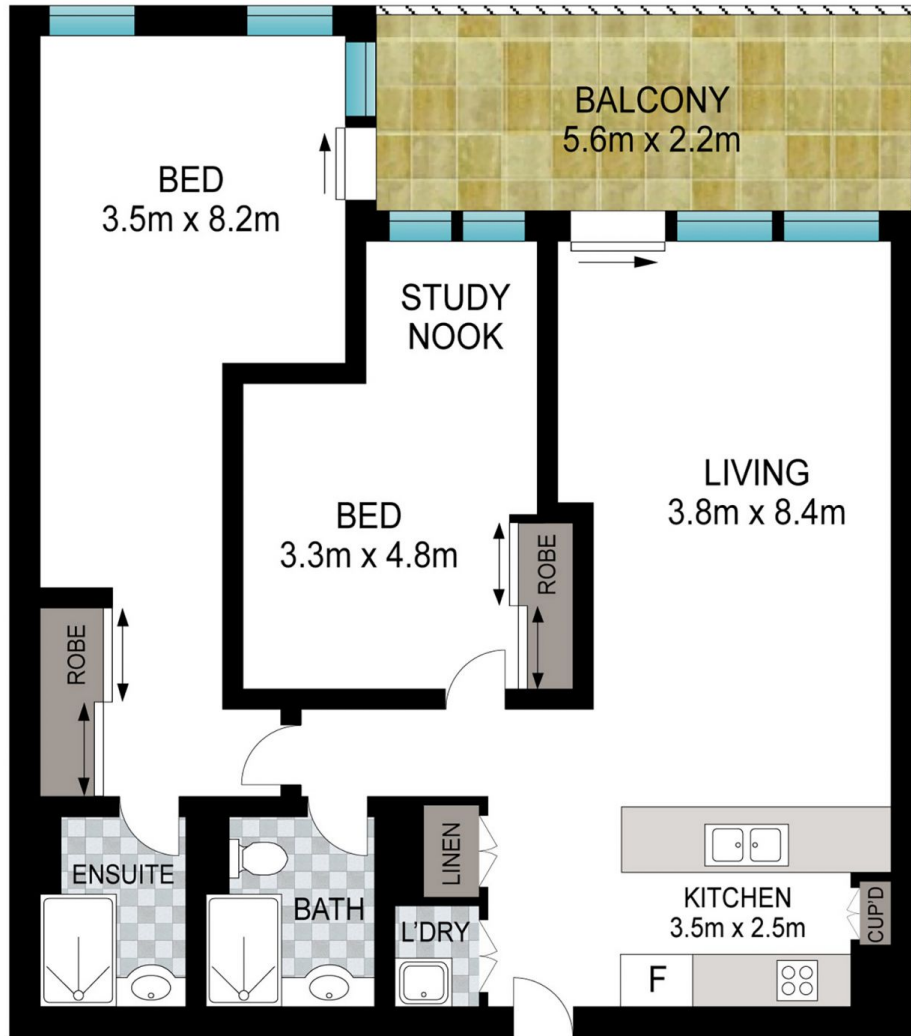 BALCONY
5.6m x 2.2m
BED
3.5m x 8.2m
STUDY
NOOK
LIVING
3.8m x 8.4m
BED
3.3m x 4.8m
ROBE
ROBE
ENSUITE
BATH
LINEN
L'DRY
KITCHEN
3.5m x 2.5m
CUP'D
F